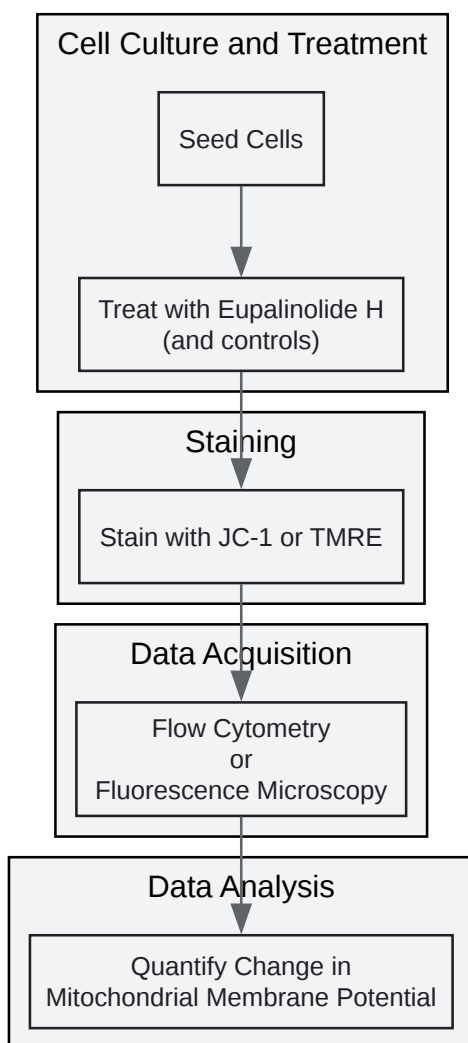 Cell Culture and Treatment
Seed Cells
Treat with Eupalinolide H
(and controls)
Staining
Stain with JC-1 or TMRE
Data Acquisition
Flow Cytometry
or
Fluorescence Microscopy
Data Analysis
Quantify Change in
Mitochondrial Membrane Potential